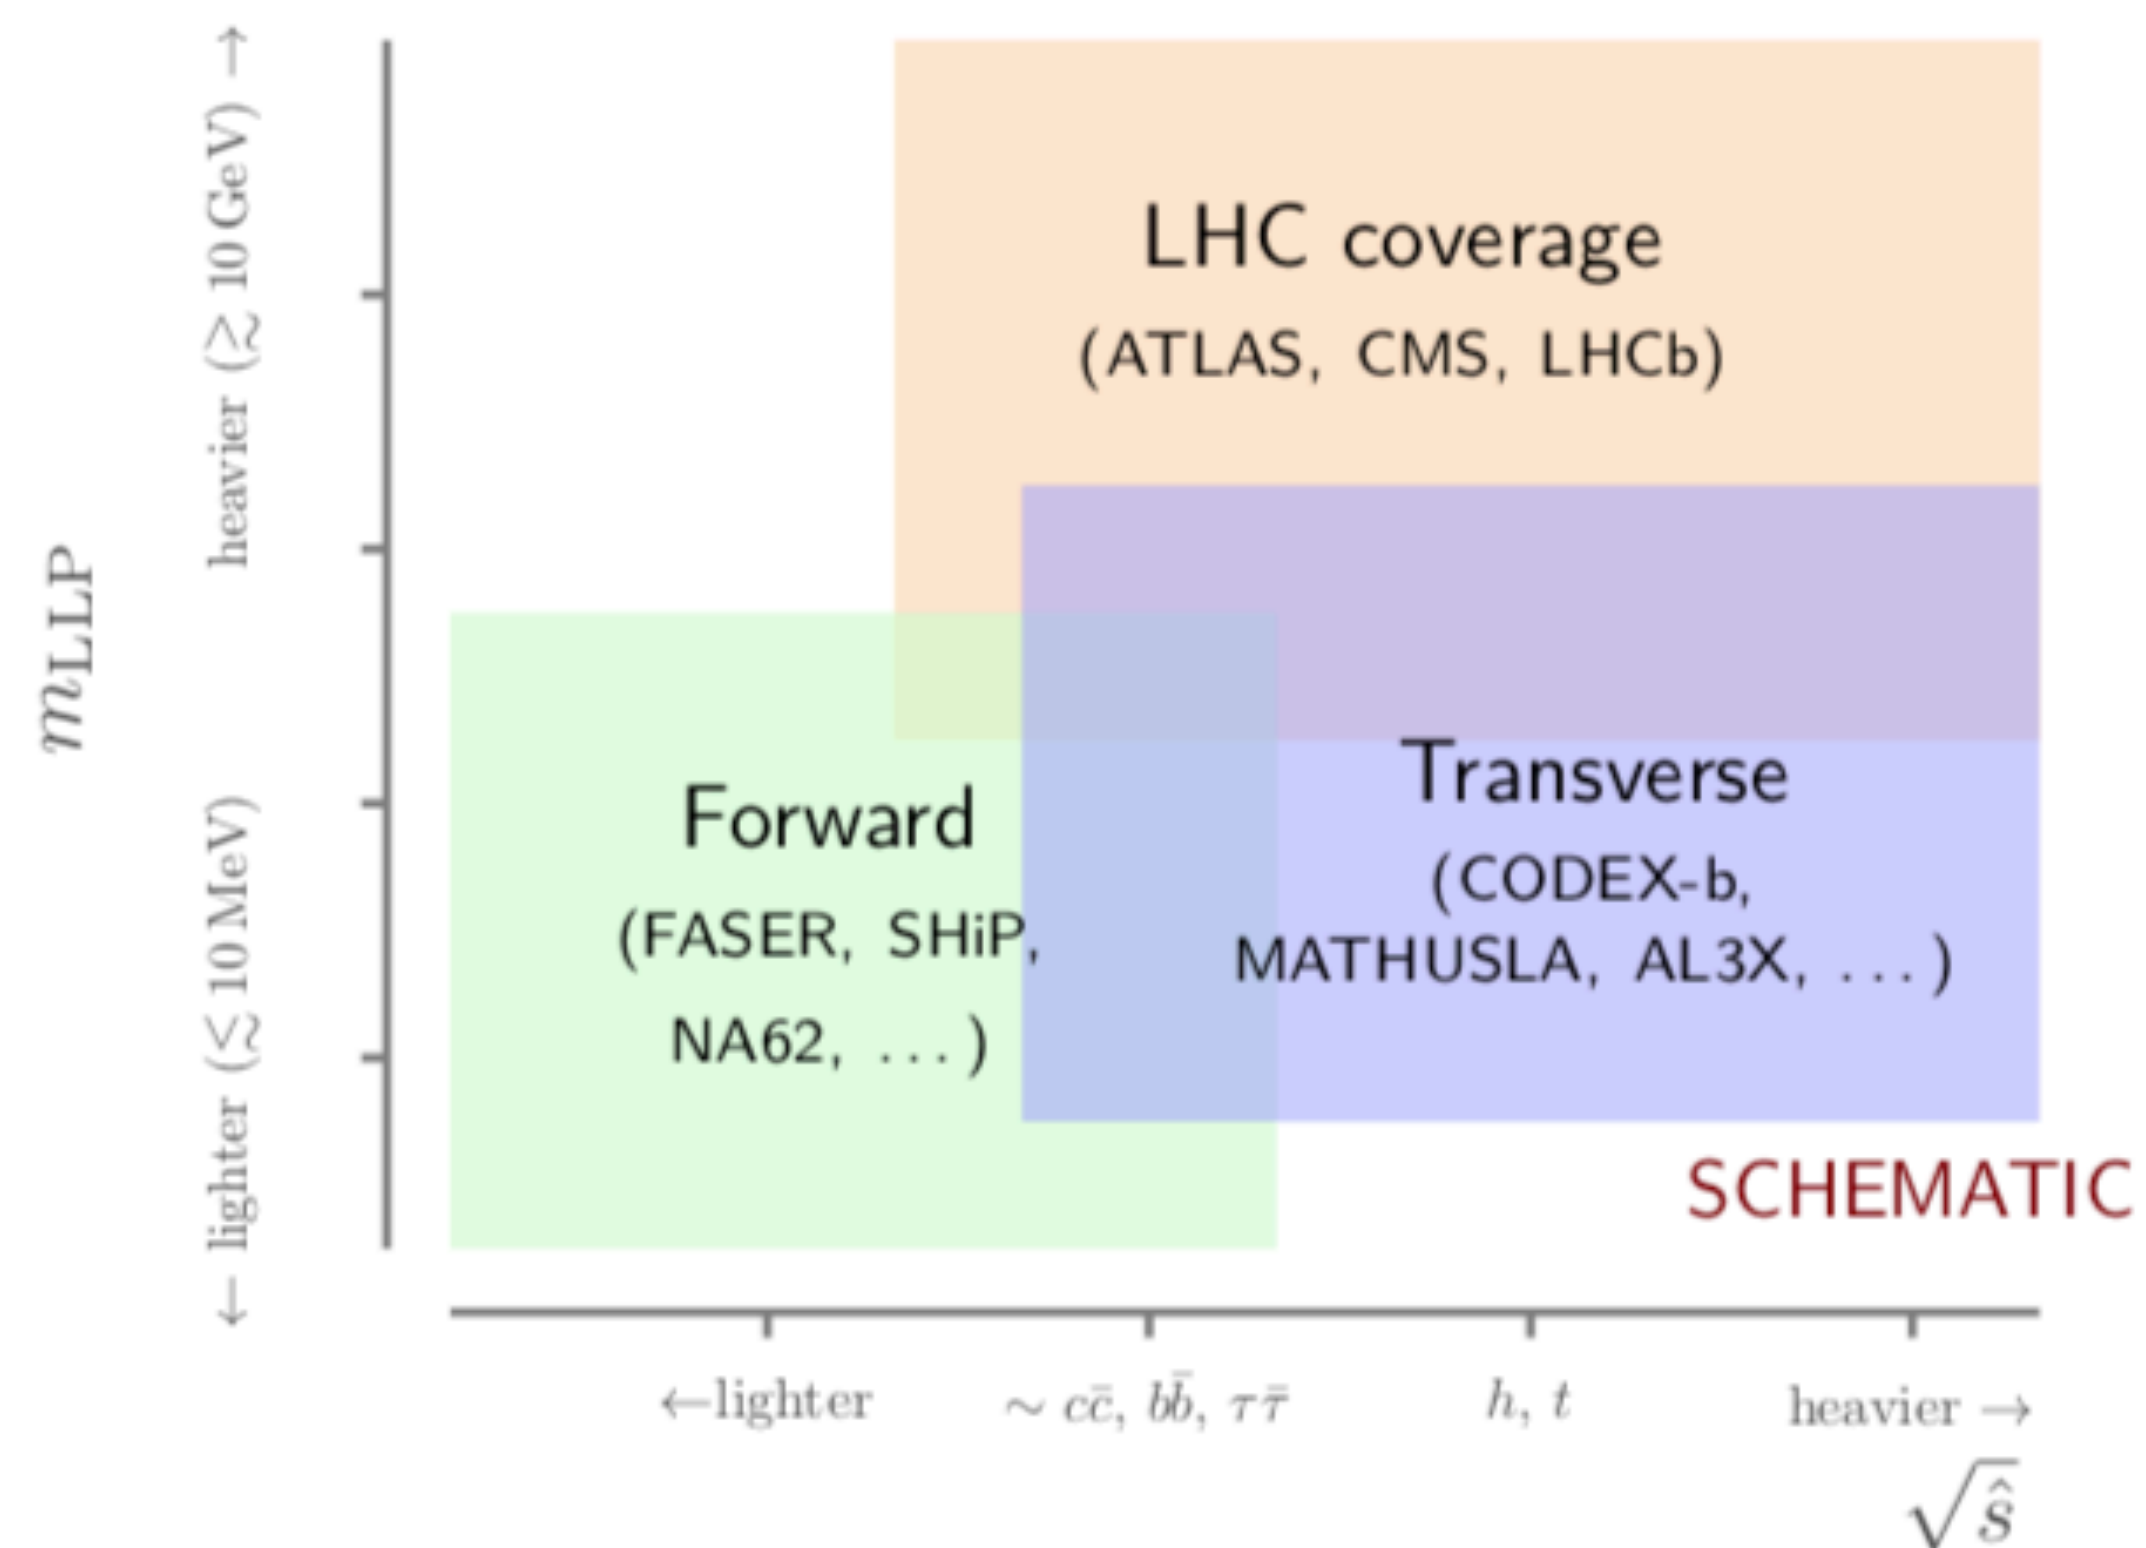 heavier (≳ 10 GeV) →
m_LLP
← lighter (≲ 10 MeV)
LHC coverage
(ATLAS, CMS, LHCb)
Transverse
(CODEX-b,
MATHUSLA, AL3X, ...)
Forward
(FASER, SHiP,
NA62, ...)
SCHEMATIC
←lighter
∼ cc̄, bb̄, ττ̄
h, t
heavier →
√ŝ